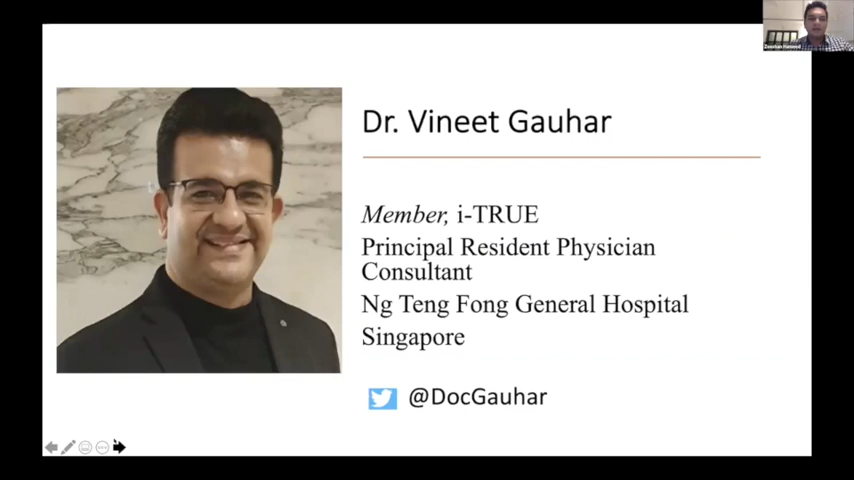 Dr. Vineet Gauhar
Member, i-TRUE
Principal Resident Physician
Consultant
Ng Teng Fong General Hospital
Singapore
@DocGauhar